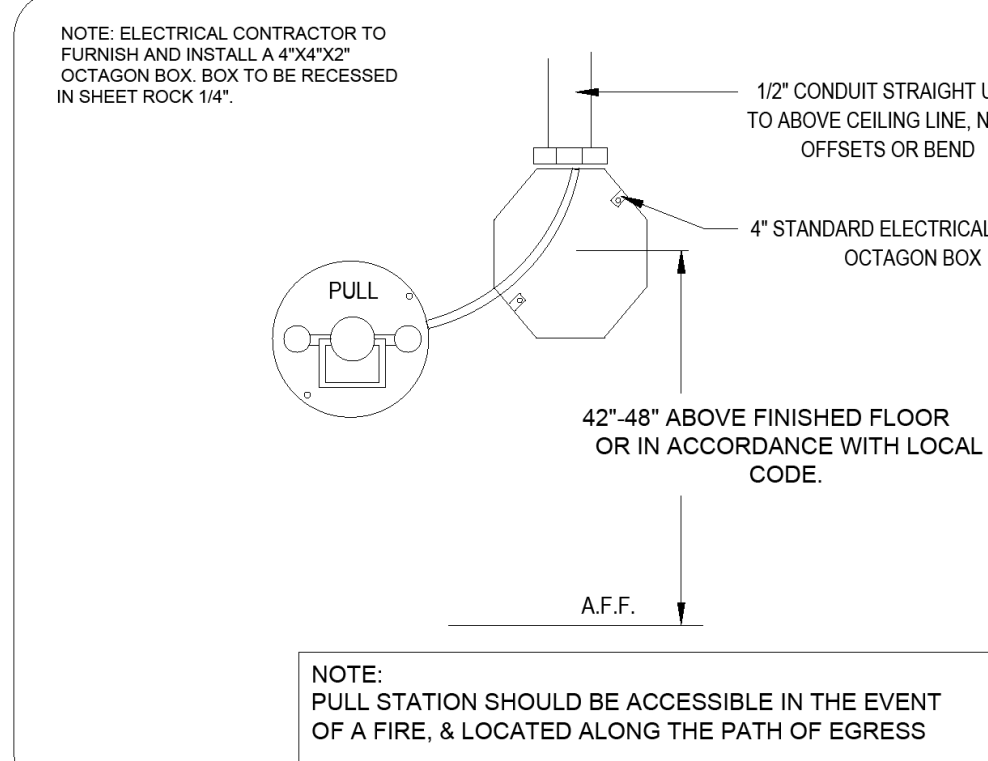 NOTE: ELECTRICAL CONTRACTOR TO
FURNISH AND INSTALL A 4"X4"X2"
OCTAGON BOX. BOX TO BE RECESSED
IN SHEET ROCK 1/4".
1/2" CONDUIT STRAIGHT
TO ABOVE CEILING LINE,
OFFSETS OR BEND
4" STANDARD ELECTRICAL
OCTAGON BOX
PULL
42"-48" ABOVE FINISHED FLOOR
OR IN ACCORDANCE WITH LOCAL
CODE.
A.F.F.
NOTE:
PULL STATION SHOULD BE ACCESSIBLE IN THE EVENT
OF A FIRE, & LOCATED ALONG THE PATH OF EGRESS